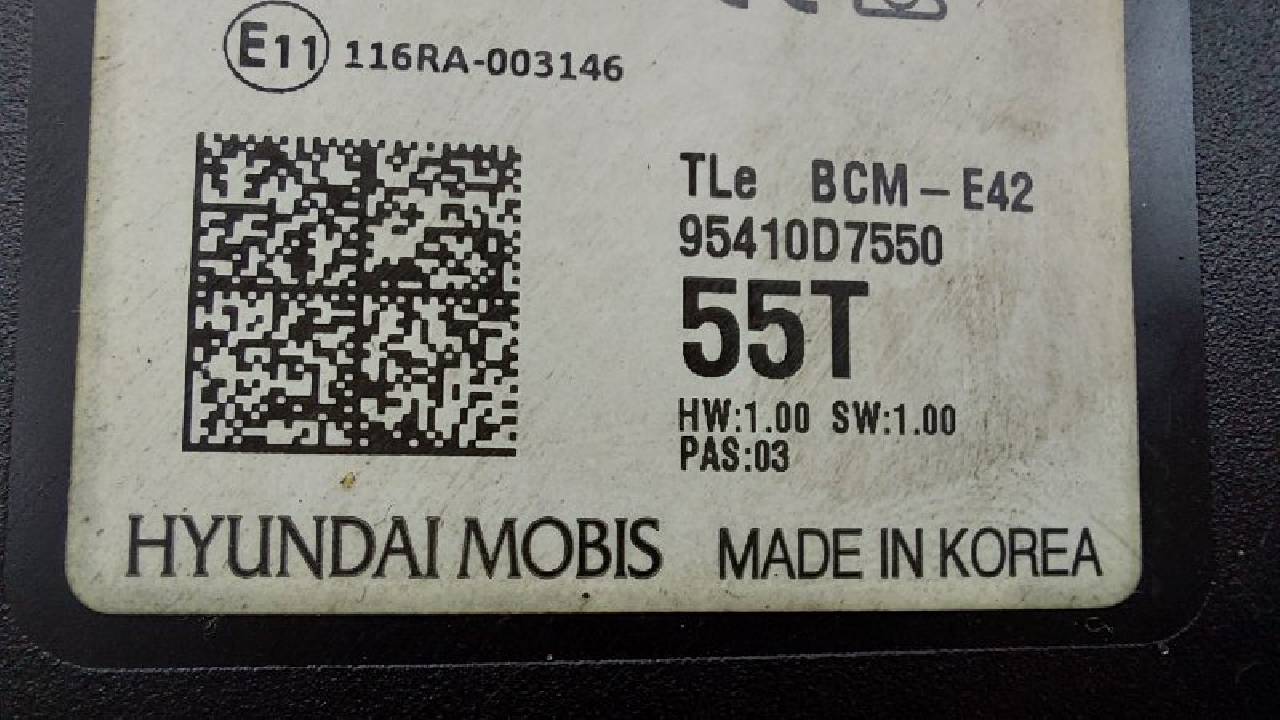 E11 116RA-003146
TLe BCM-E42
95410D7550
55T
HW:1.00 SW:1.00
PAS:03
HYUNDAI MOBIS MADE IN KOREA